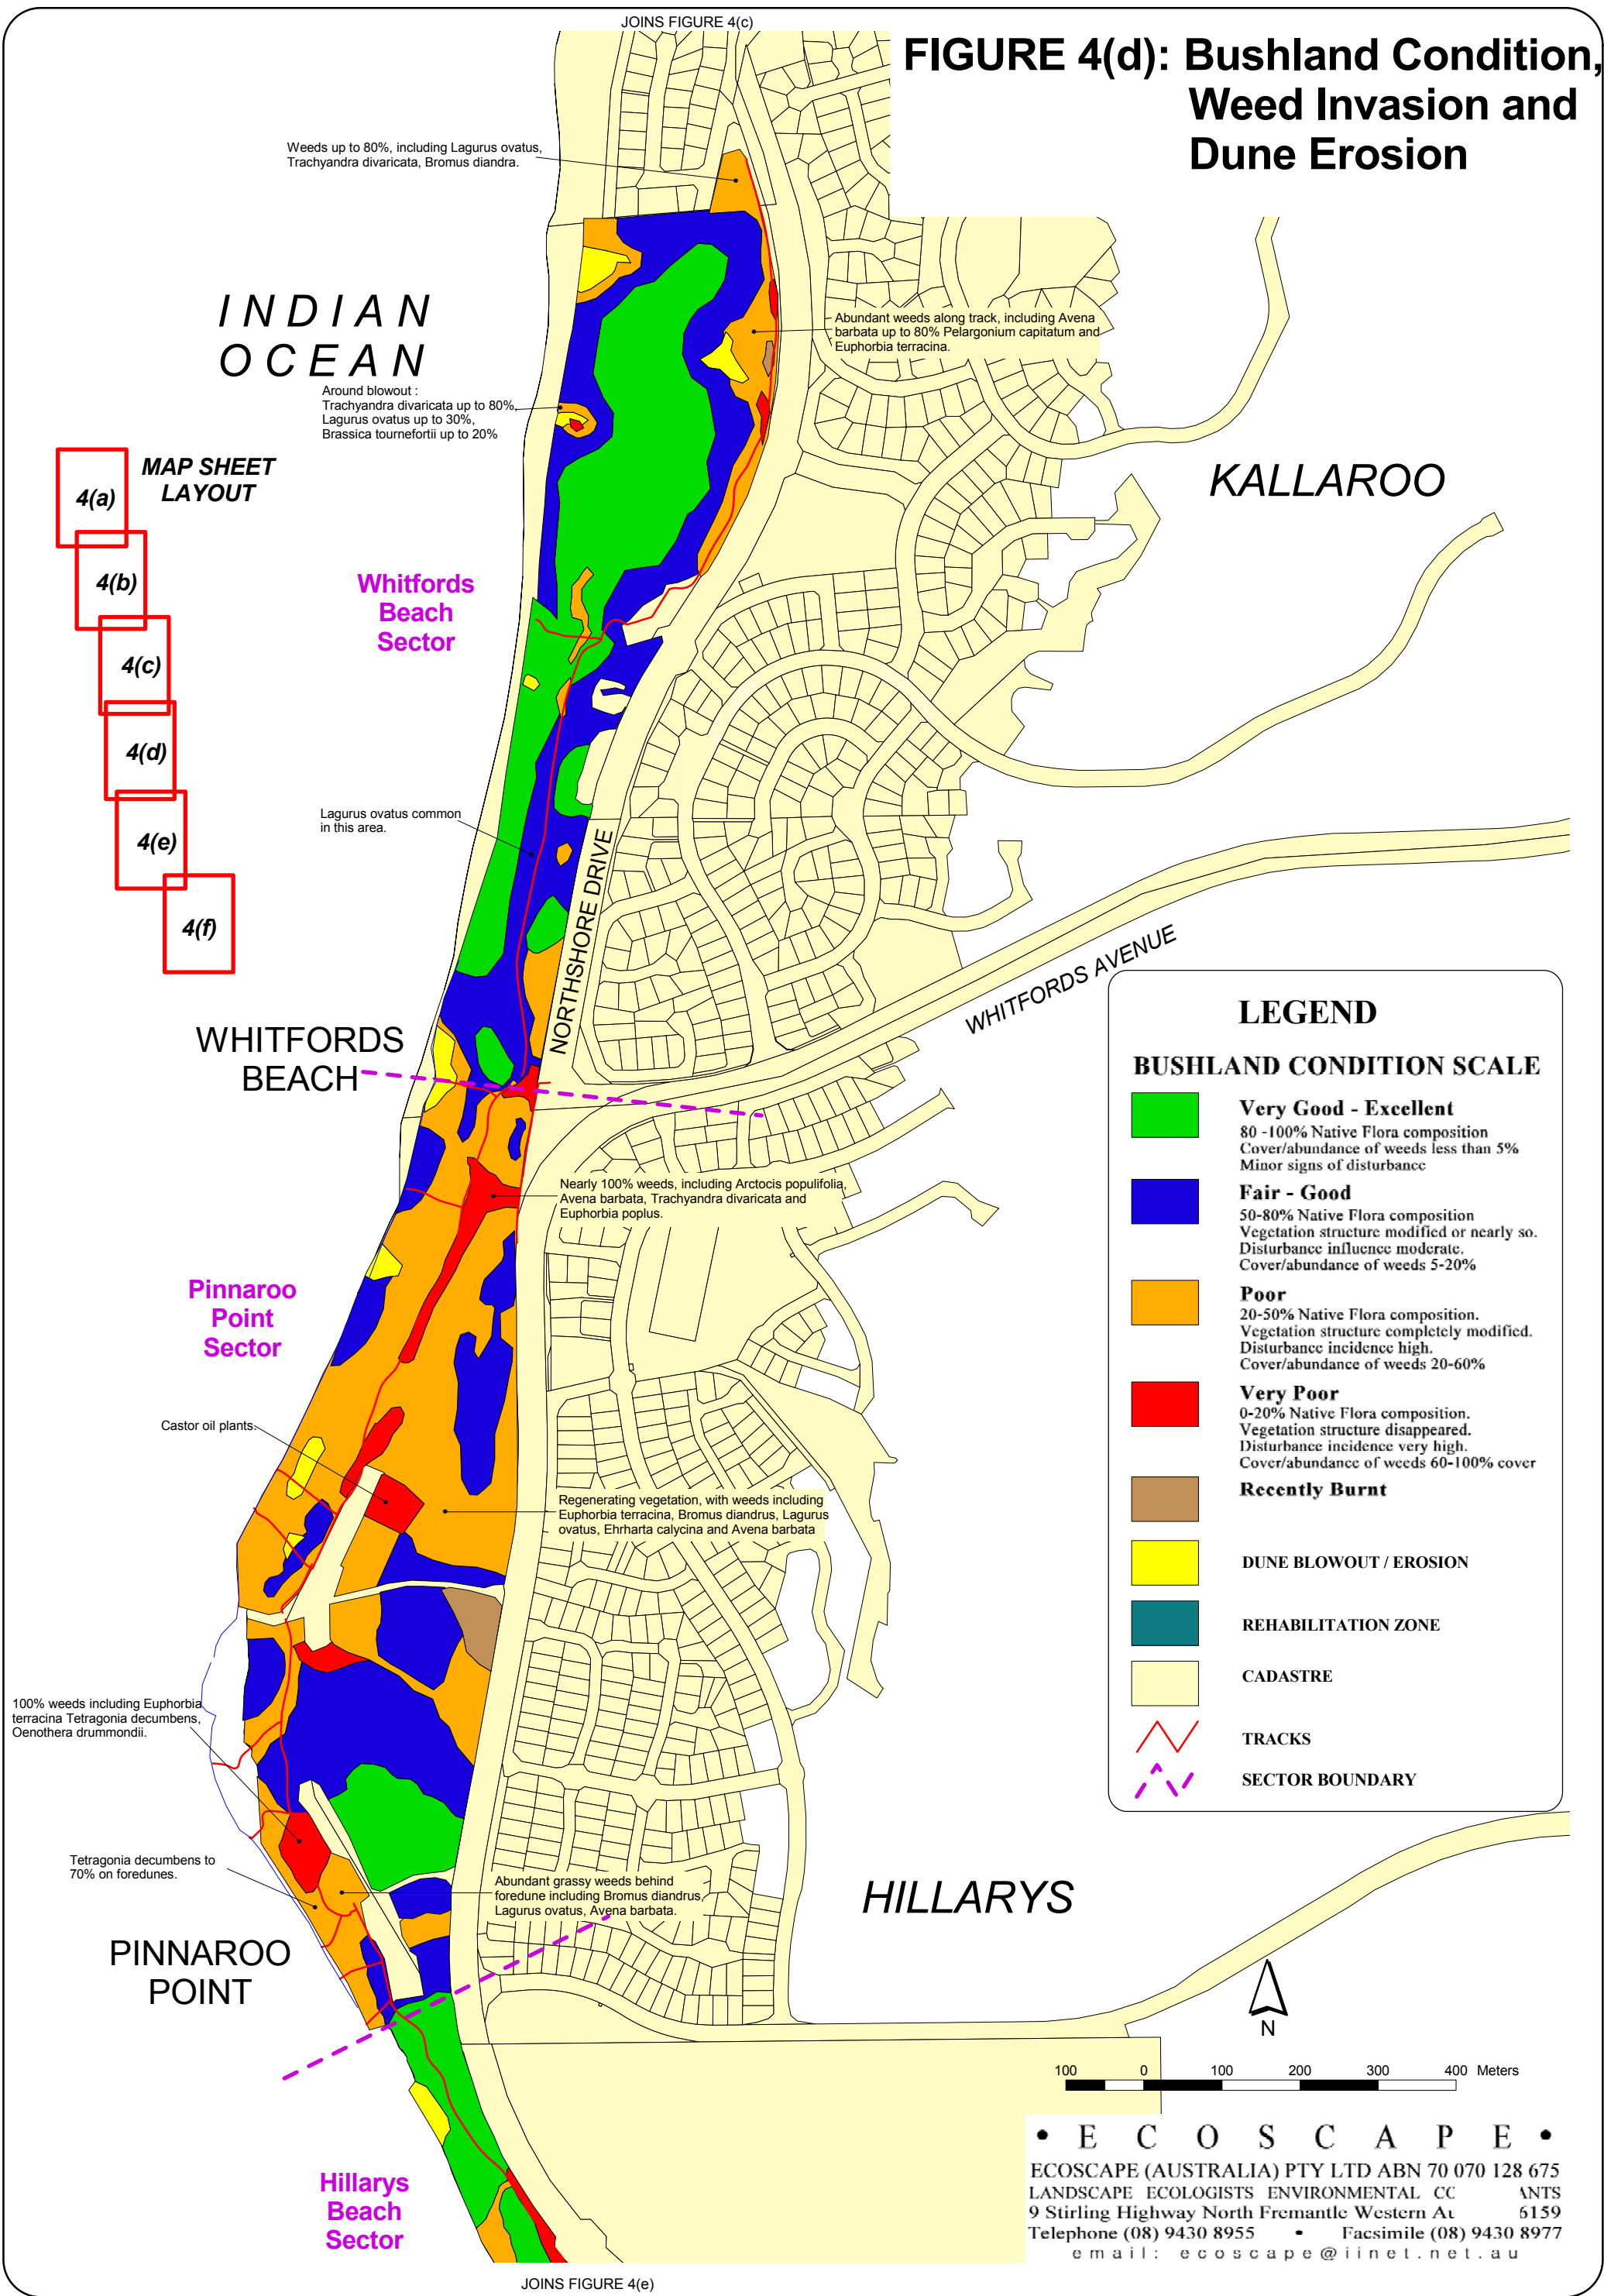 JOINS FIGURE 4(c)
FIGURE 4(d): Bushland Condition,
Weed Invasion and
Dune Erosion
Weeds up to 80%, including Lagurus ovatus,
Trachyandra divaricata, Bromus diandra.
INDIAN
OCEAN
Abundant weeds along track, including Avena
barbata up to 80% Pelargonium capitatum and
Euphorbia terracina.
Around blowout :
Trachyandra divaricata up to 80%,
Lagurus ovatus up to 30%,
Brassica tournefortii up to 20%
MAP SHEET
LAYOUT
4(a)
4(b)
4(c)
4(d)
4(e)
4(f)
KALLAROO
Whitfords
Beach
Sector
Lagurus ovatus common
in this area.
NORTHSHORE DRIVE
WHITFORDS AVENUE
WHITFORDS
BEACH
Nearly 100% weeds, including Arctocis populifolia,
Avena barbata, Trachyandra divaricata and
Euphorbia poplus.
Pinnaroo
Point
Sector
Castor oil plants.
Regenerating vegetation, with weeds including
Euphorbia terracina, Bromus diandrus, Lagurus
ovatus, Ehrharta calycina and Avena barbata
100% weeds including Euphorbia
terracina Tetragonia decumbens,
Oenothera drummondii.
Tetragonia decumbens to
70% on foredunes.
Abundant grassy weeds behind
foredune including Bromus diandrus,
Lagurus ovatus, Avena barbata.
HILLARYS
PINNAROO
POINT
Hillarys
Beach
Sector
LEGEND
BUSHLAND CONDITION SCALE
Very Good - Excellent
80 -100% Native Flora composition
Cover/abundance of weeds less than 5%
Minor signs of disturbance
Fair - Good
50-80% Native Flora composition
Vegetation structure modified or nearly so.
Disturbance influence moderate.
Cover/abundance of weeds 5-20%
Poor
20-50% Native Flora composition.
Vegetation structure completely modified.
Disturbance incidence high.
Cover/abundance of weeds 20-60%
Very Poor
0-20% Native Flora composition.
Vegetation structure disappeared.
Disturbance incidence very high.
Cover/abundance of weeds 60-100% cover
Recently Burnt
DUNE BLOWOUT / EROSION
REHABILITATION ZONE
CADASTRE
TRACKS
SECTOR BOUNDARY
N
100 0 100 200 300 400 Meters
• E C O S C A P E •
ECOSCAPE (AUSTRALIA) PTY LTD ABN 70 070 128 675
LANDSCAPE ECOLOGISTS ENVIRONMENTAL
9 Stirling Highway North Fremantle Western 6159
Telephone (08) 9430 8955 • Facsimile (08) 9430 8977
email: ecoscape@iinet.net.au
JOINS FIGURE 4(e)